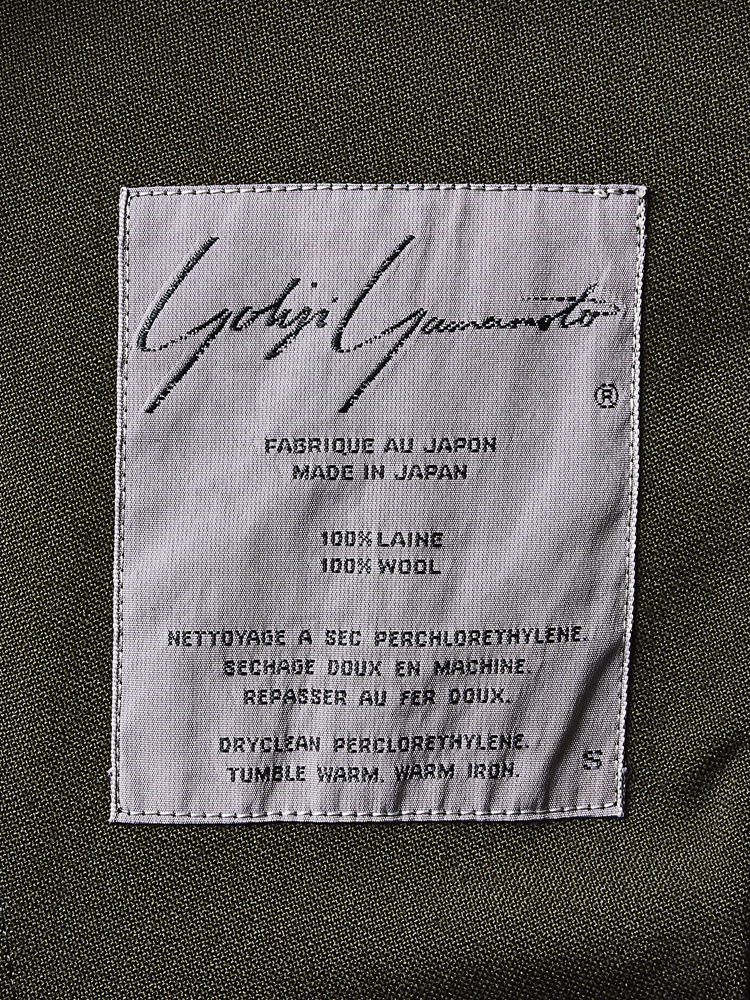 Yohji Yamamoto
®
FABRIQUE AU JAPON
MADE IN JAPAN
100% LAINE
100% WOOL
NETTOYAGE A SEC PERCHLORETHYLENE.
SECHAGE DOUX EN MACHINE.
REPASSER AU FER DOUX.
DRYCLEAN PERCLORETHYLENE.
TUMBLE WARM. WARM IRON.
S